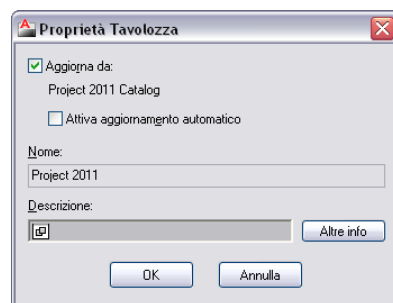 Proprietà Tavolozza
Aggiorna da:
Project 2011 Catalog
Attiva aggiornamento automatico
Nome:
Project 2011
Descrizione:
Altre info
OK
Annulla